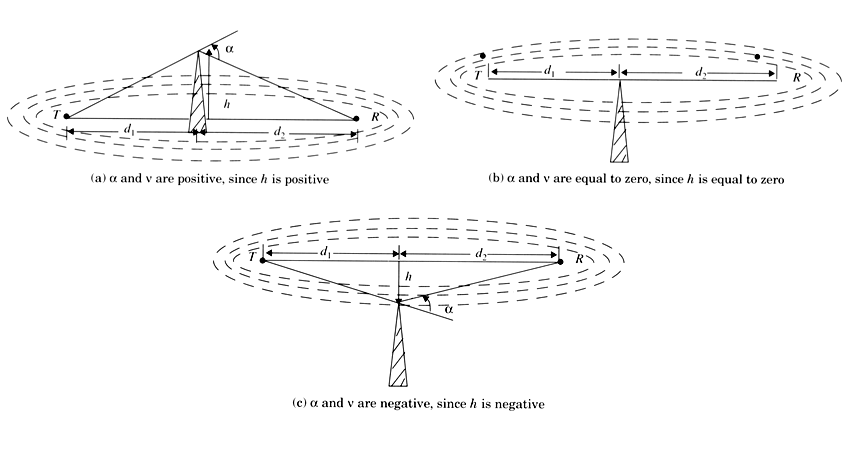 α
T
h
R
d₁
d₂
(a) α and ν are positive, since h is positive
T
d₁
d₂
R
(b) α and ν are equal to zero, since h is equal to zero
T
d₁
d₂
R
h
α
(c) α and ν are negative, since h is negative